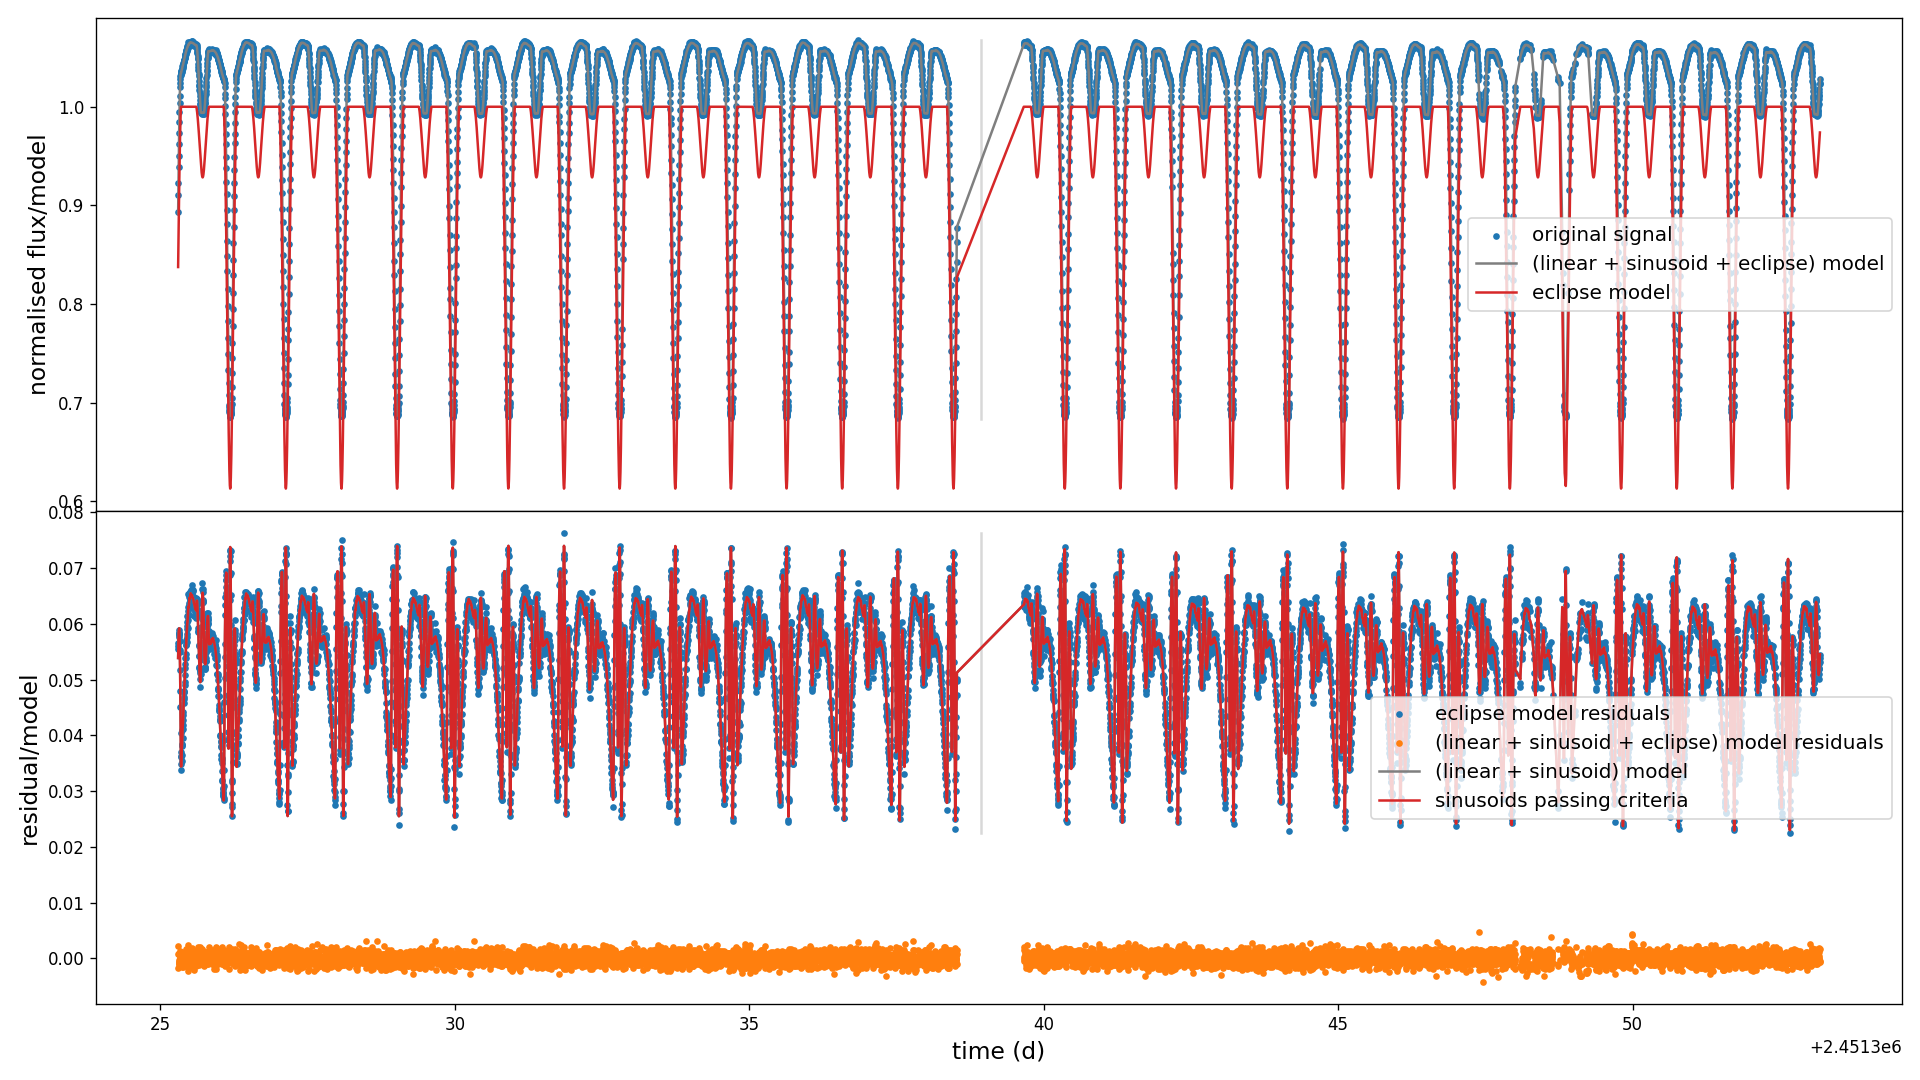 normalised flux/model
1.0
0.9
0.8
0.7
0.6
original signal
(linear + sinusoid + eclipse) model
eclipse model
residual/model
0.08
0.07
0.06
0.05
0.04
0.03
0.02
0.01
0.00
eclipse model residuals
(linear + sinusoid + eclipse) model residuals
(linear + sinusoid) model
sinusoids passing criteria
25 30 35 40 45 50
time (d)
+2.4513e6